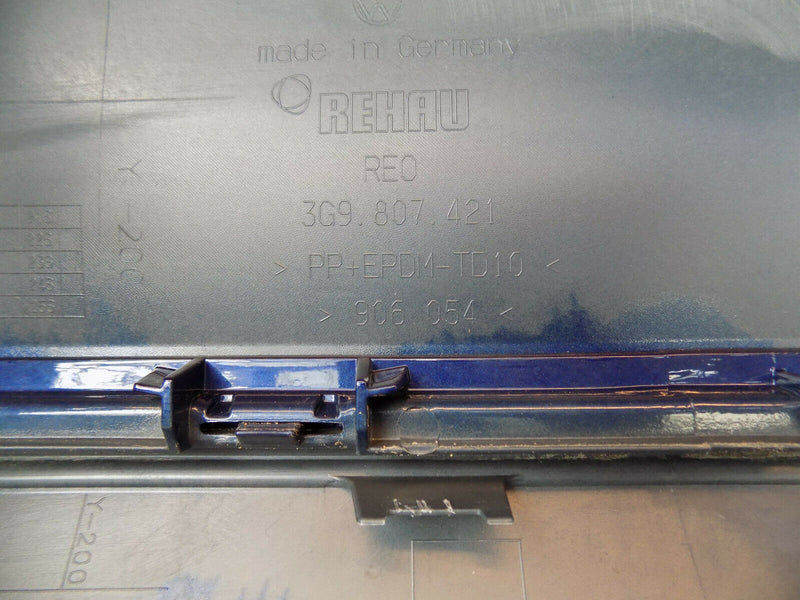 made in Germany
REHAU
REO
3G9.807.421
> PP+EPDM-TD10 <
> 906 054 <
Y-200
Y-200